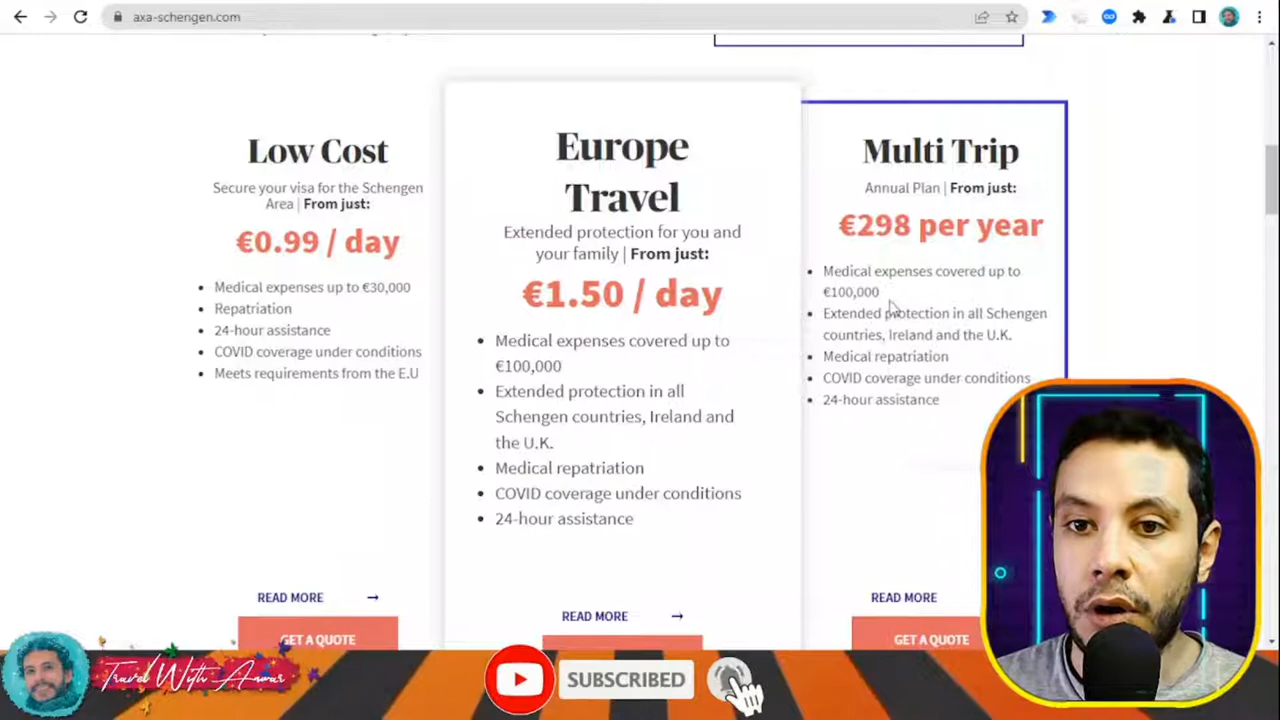 axa-schengen.com
Low Cost
Secure your visa for the Schengen
Area | From just:
€0.99 / day
• Medical expenses up to €30,000
• Repatriation
• 24-hour assistance
• COVID coverage under conditions
• Meets requirements from the E.U
READ MORE →
GET A QUOTE
Europe
Travel
Extended protection for you and
your family | From just:
€1.50 / day
• Medical expenses covered up to
€100,000
• Extended protection in all
Schengen countries, Ireland and
the U.K.
• Medical repatriation
• COVID coverage under conditions
• 24-hour assistance
READ MORE →
Multi Trip
Annual Plan | From just:
€298 per year
• Medical expenses covered up to
€100,000
• Extended protection in all Schengen
countries, Ireland and the U.K.
• Medical repatriation
• COVID coverage under conditions
• 24-hour assistance
READ MORE
GET A QUOTE
Travel With Anwar
SUBSCRIBED